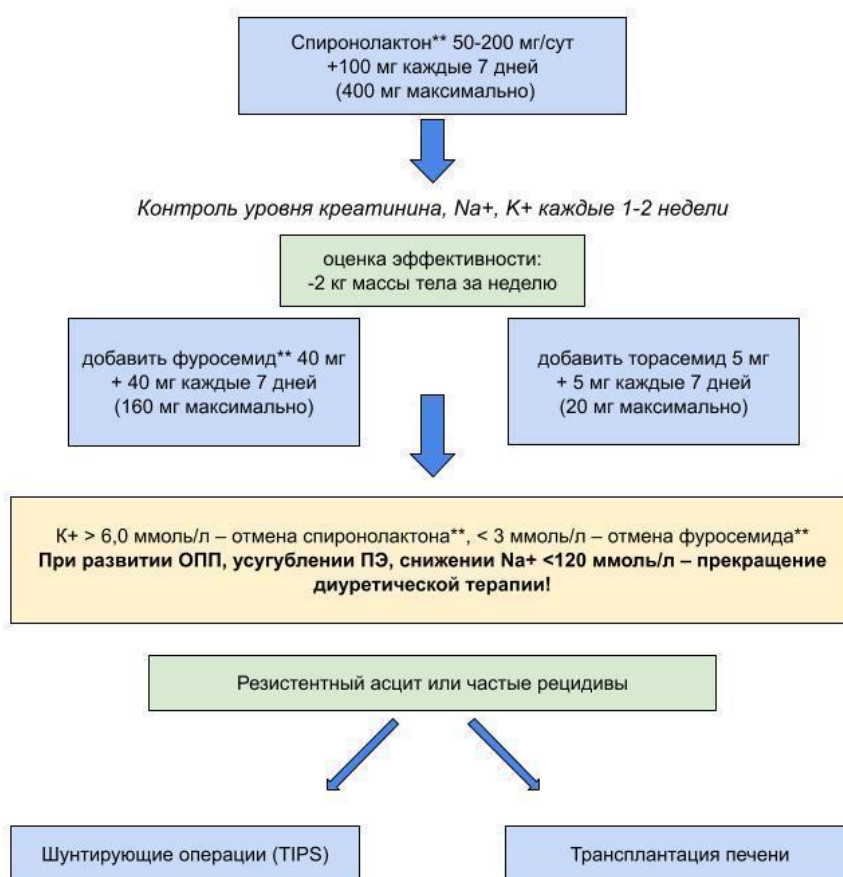 Спиронолактон** 50-200 мг/сут
+100 мг каждые 7 дней
(400 мг максимально)
Контроль уровня креатинина, Na+, K+ каждые 1-2 недели
оценка эффективности:
-2 кг массы тела за неделю
добавить фуросемид** 40 мг
+ 40 мг каждые 7 дней
(160 мг максимально)
добавить торасемид 5 мг
+ 5 мг каждые 7 дней
(20 мг максимально)
К+ > 6,0 ммоль/л – отмена спиронолактона**, < 3 ммоль/л – отмена фуросемида**
При развитии ОПП, усугублении ПЭ, снижении Na+ <120 ммоль/л – прекращение
диуретической терапии!
Резистентный асцит или частые рецидивы
Шунтирующие операции (TIPS)
Трансплантация печени